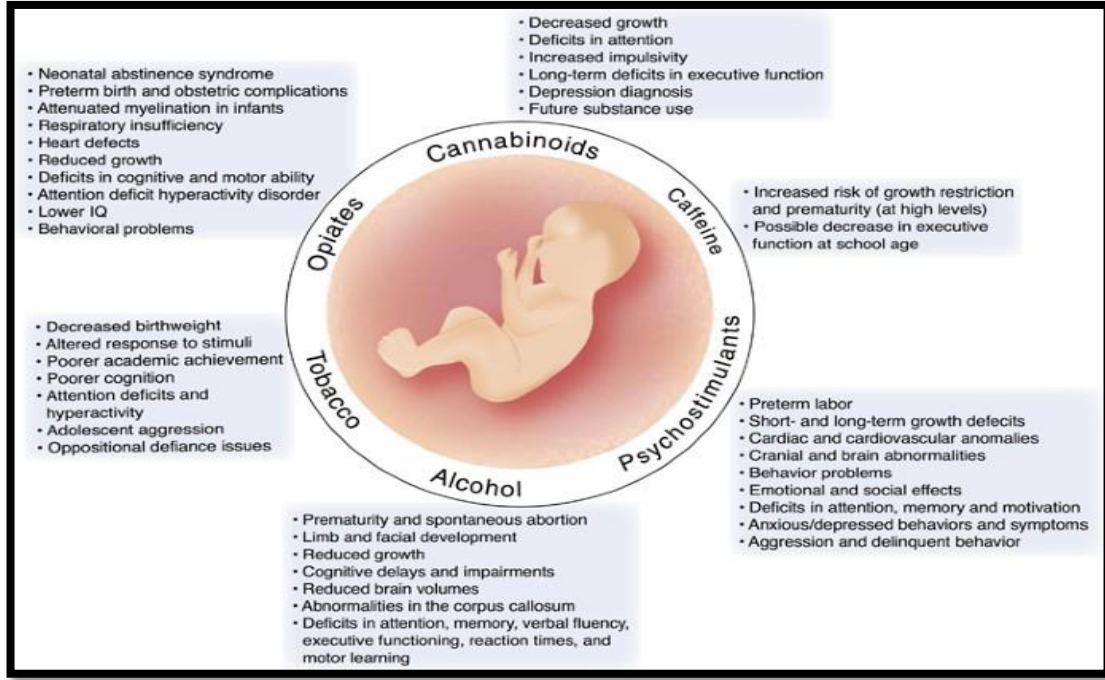 • Decreased growth
• Deficits in attention
• Increased impulsivity
• Long-term deficits in executive function
• Depression diagnosis
• Future substance use
• Neonatal abstinence syndrome
• Preterm birth and obstetric complications
• Attenuated myelination in infants
• Respiratory insufficiency
• Heart defects
• Reduced growth
• Deficits in cognitive and motor ability
• Attention deficit hyperactivity disorder
• Lower IQ
• Behavioral problems
Cannabinoids
Caffeine
Opiates
• Increased risk of growth restriction
and prematurity (at high levels)
• Possible decrease in executive
function at school age
• Decreased birthweight
• Altered response to stimuli
• Poorer academic achievement
• Poorer cognition
• Attention deficits and
hyperactivity
• Adolescent aggression
• Oppositional defiance issues
Tobacco
Psychostimulants
Alcohol
• Preterm labor
• Short- and long-term growth defecits
• Cardiac and cardiovascular anomalies
• Cranial and brain abnormalities
• Behavior problems
• Emotional and social effects
• Deficits in attention, memory and motivation
• Anxious/depressed behaviors and symptoms
• Aggression and delinquent behavior
• Prematurity and spontaneous abortion
• Limb and facial development
• Reduced growth
• Cognitive delays and impairments
• Reduced brain volumes
• Abnormalities in the corpus callosum
• Deficits in attention, memory, verbal fluency,
executive functioning, reaction times, and
motor learning